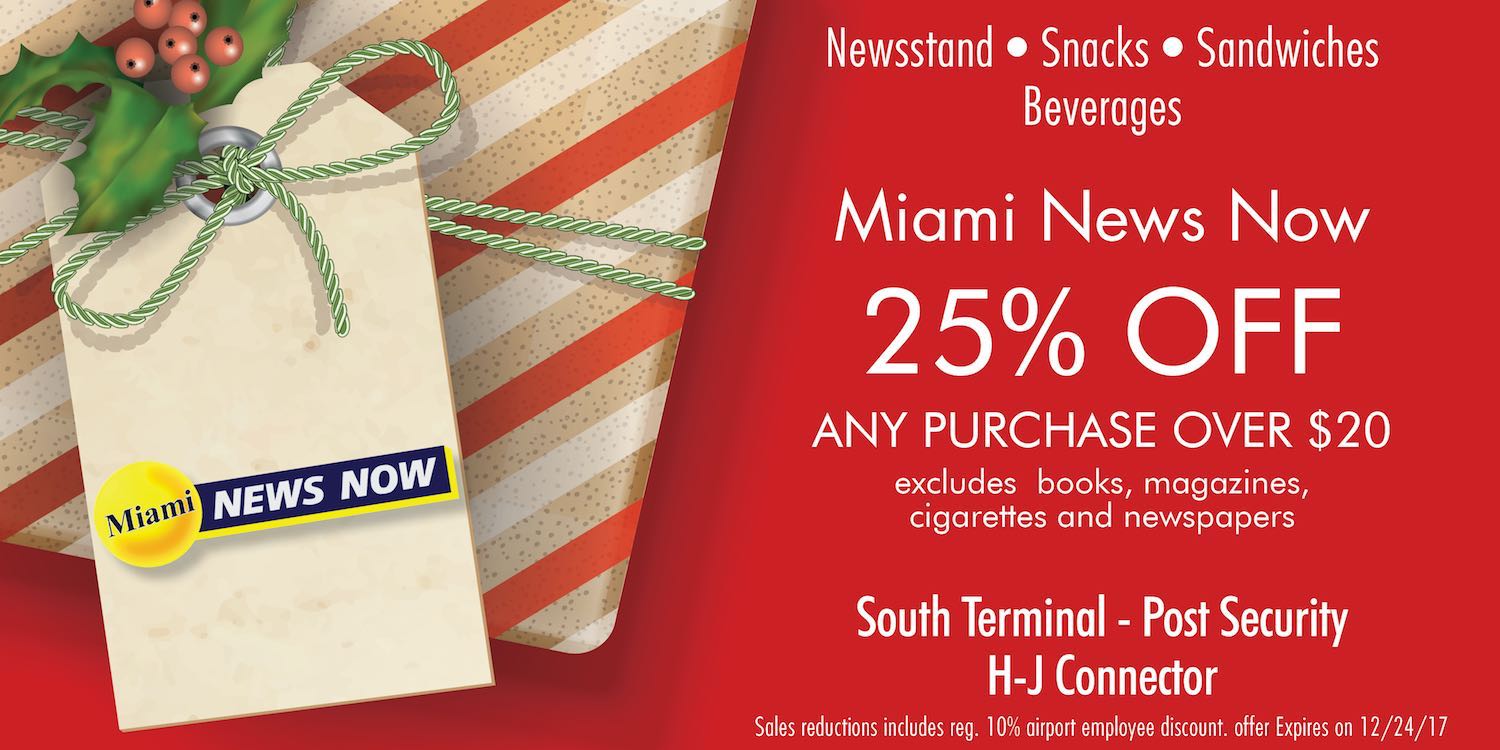 Newsstand • Snacks • Sandwiches
Beverages
Miami News Now
25% OFF
ANY PURCHASE OVER $20
excludes books, magazines,
cigarettes and newspapers
South Terminal - Post Security
H-J Connector
Sales reductions includes reg. 10% airport employee discount. offer Expires on 12/24/17
Miami NEWS NOW